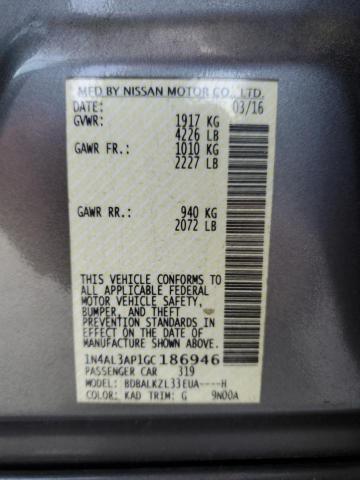 MFD BY NISSAN MOTOR CO., LTD.
DATE: 03/16
GVWR: 1917 KG
4226 LB
GAWR FR.: 1010 KG
2227 LB
GAWR RR.: 940 KG
2072 LB
THIS VEHICLE CONFORMS TO
ALL APPLICABLE FEDERAL
MOTOR VEHICLE SAFETY,
BUMPER, AND THEFT
PREVENTION STANDARDS
IN EFFECT ON THE DATE OF
MANUFACTURE SHOWN ABOVE.
1N4AL3AP1GC186946
PASSENGER CAR 319
MODEL: BDBALKZL33EUA----H
COLOR: KAD TRIM: G 9N00A